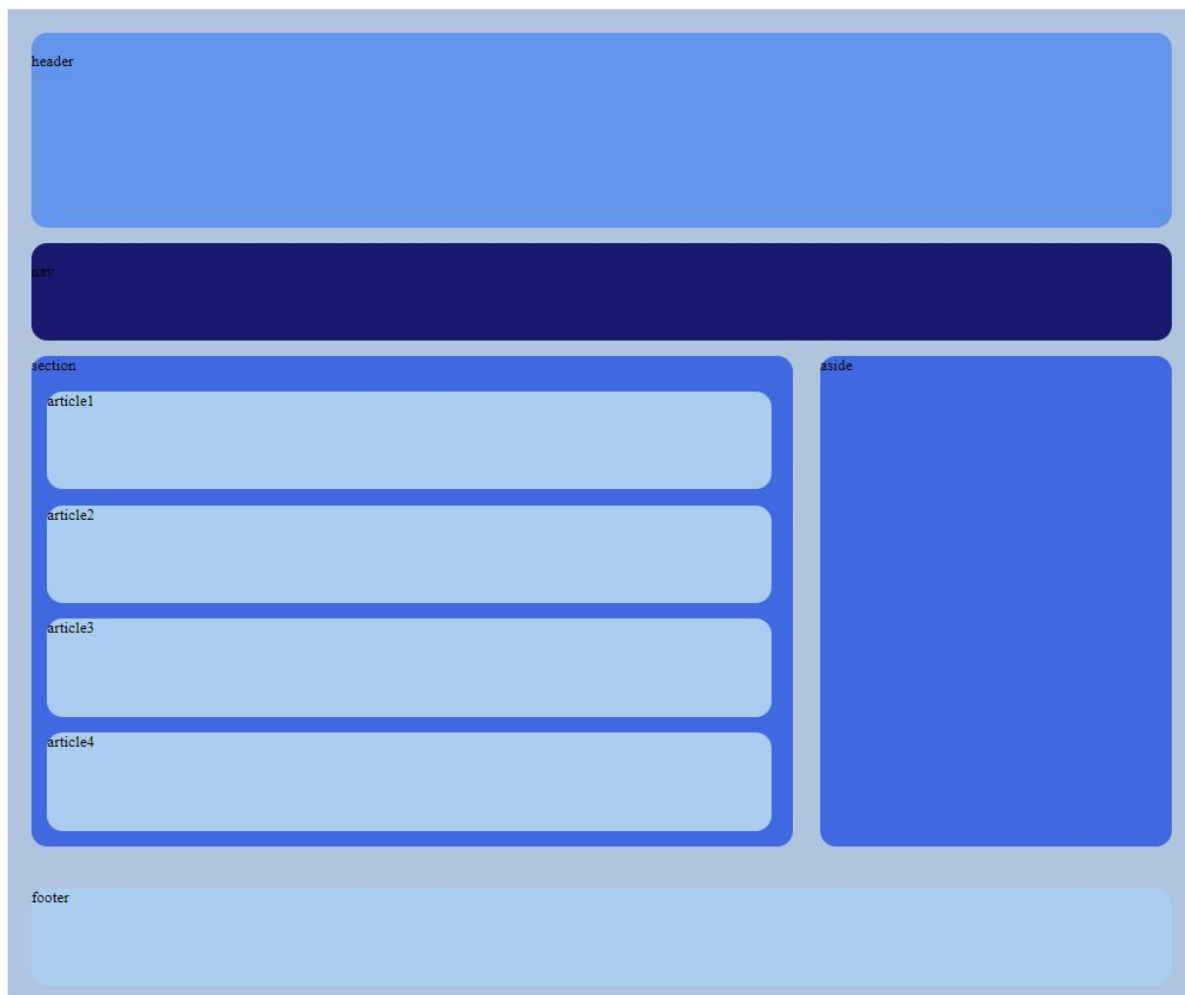 header
nav
section
aside
article1
article2
article3
article4
footer